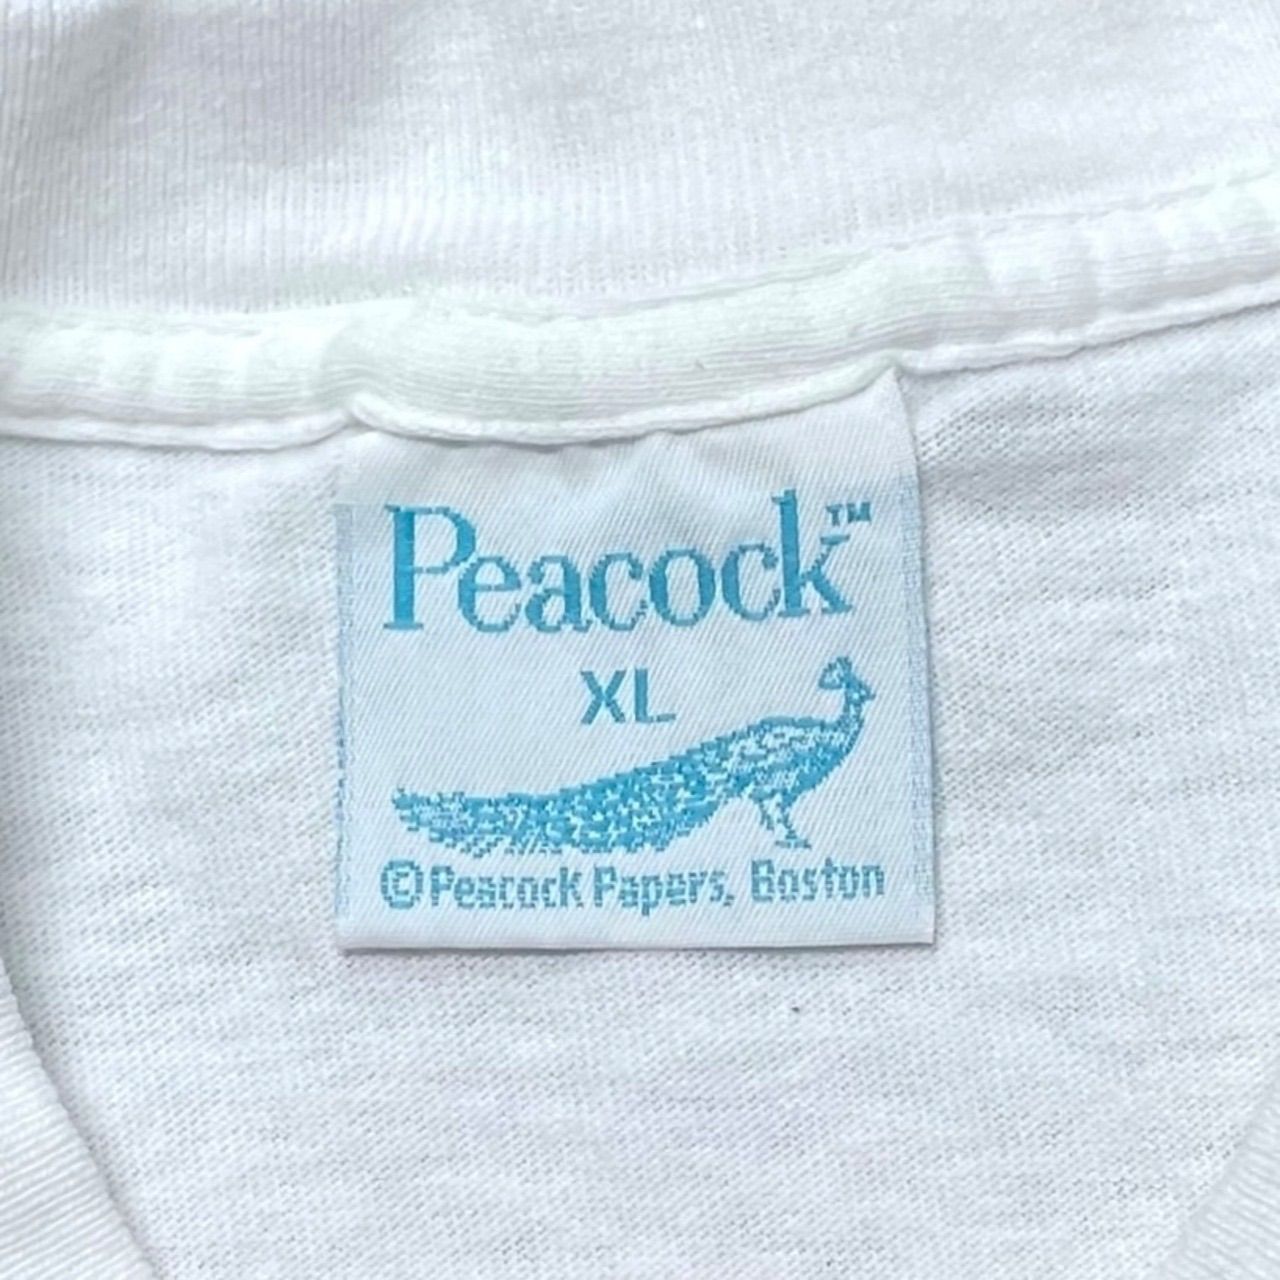 Peacock™
XL
©Peacock Papers, Boston